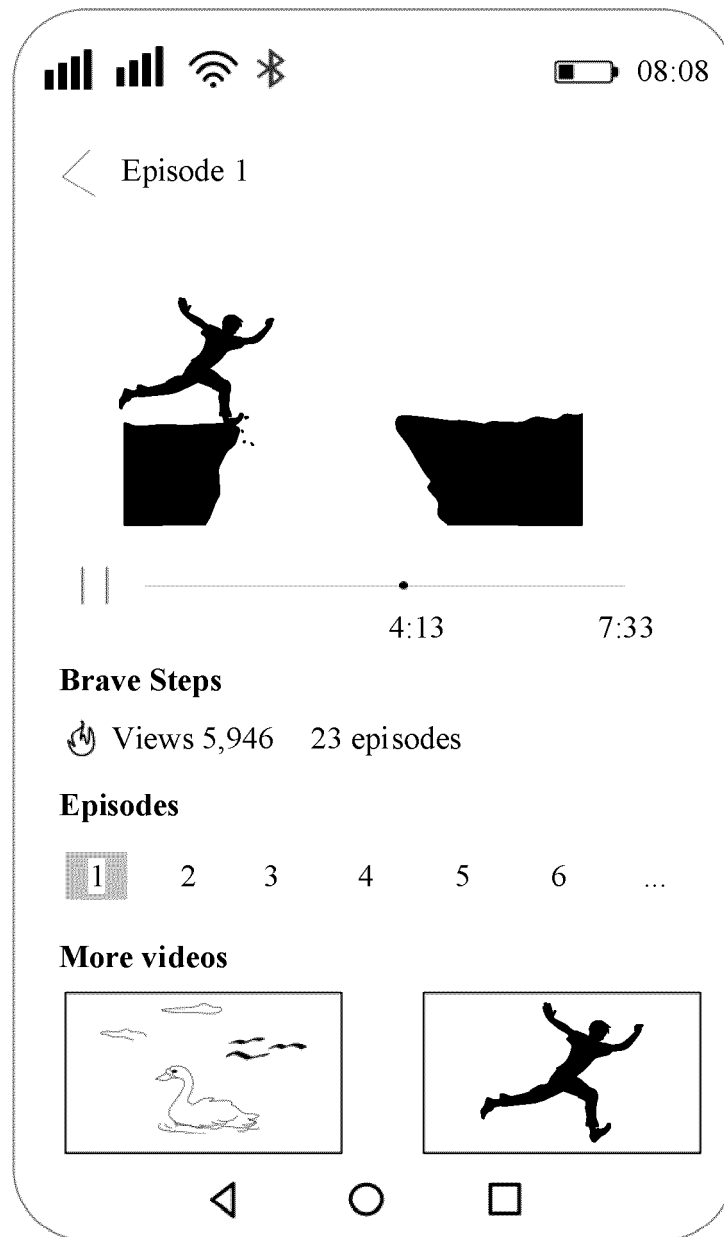 08:08
Episode 1
4:13 7:33
Brave Steps
Views 5,946 23 episodes
Episodes
1 2 3 4 5 6 ...
More videos